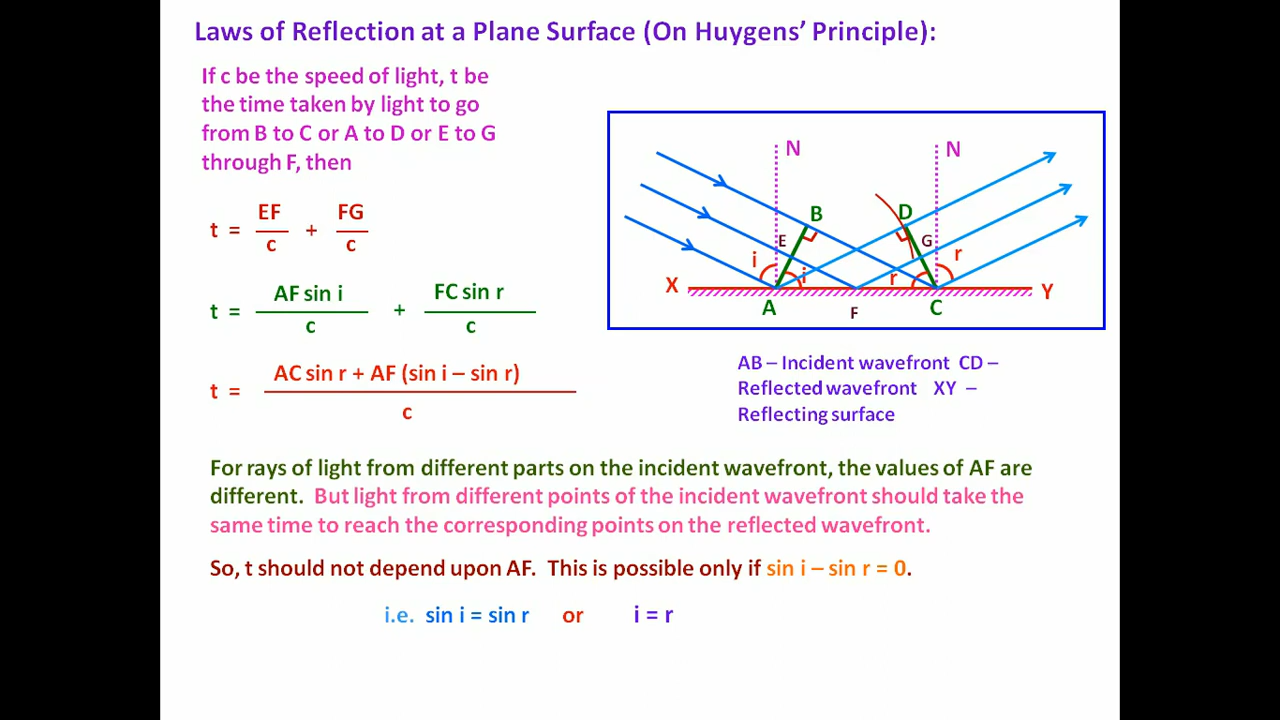 Laws of Reflection at a Plane Surface (On Huygens’ Principle):
If c be the speed of light, t be
the time taken by light to go
from B to C or A to D or E to G
through F, then
t = EF/c + FG/c
t = AF sin i/c + FC sin r/c
t = AC sin r + AF (sin i – sin r)/c
N N
B D
E G
i i r r
X Y
A F C
AB – Incident wavefront CD –
Reflected wavefront XY –
Reflecting surface
For rays of light from different parts on the incident wavefront, the values of AF are
different. But light from different points of the incident wavefront should take the
same time to reach the corresponding points on the reflected wavefront.
So, t should not depend upon AF. This is possible only if sin i – sin r = 0.
i.e. sin i = sin r or i = r